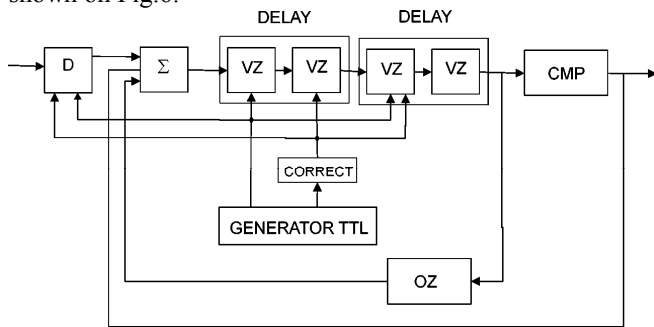 shown on Fig.6.
DELAY DELAY
D Σ VZ VZ VZ VZ CMP
CORRECT
GENERATOR TTL
OZ